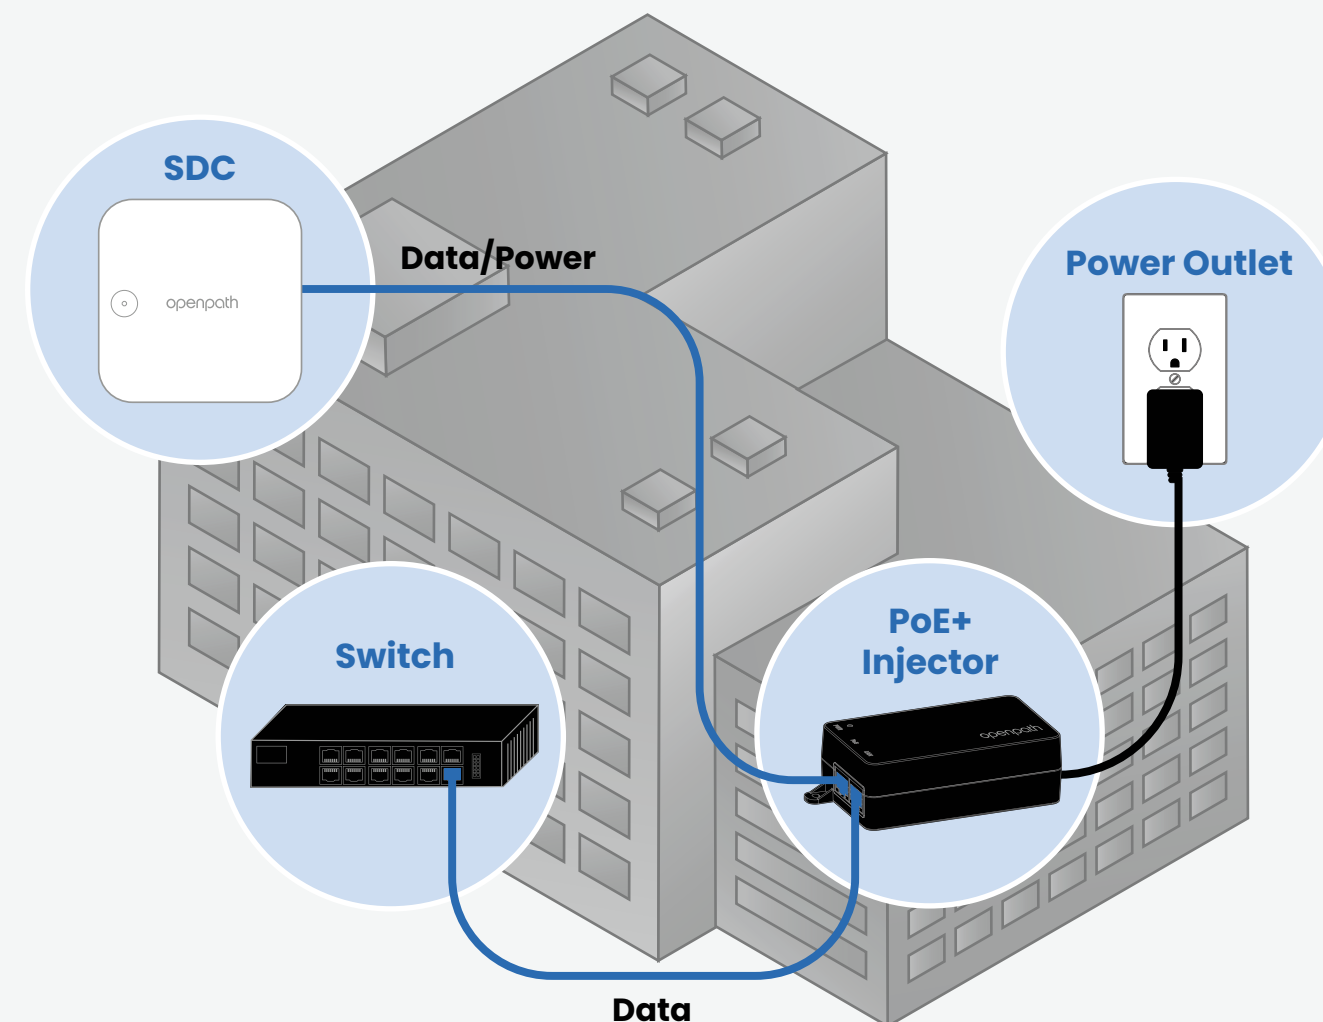 SDC
openpath
Data/Power
Power Outlet
Switch
PoE+
Injector
openpath
Data